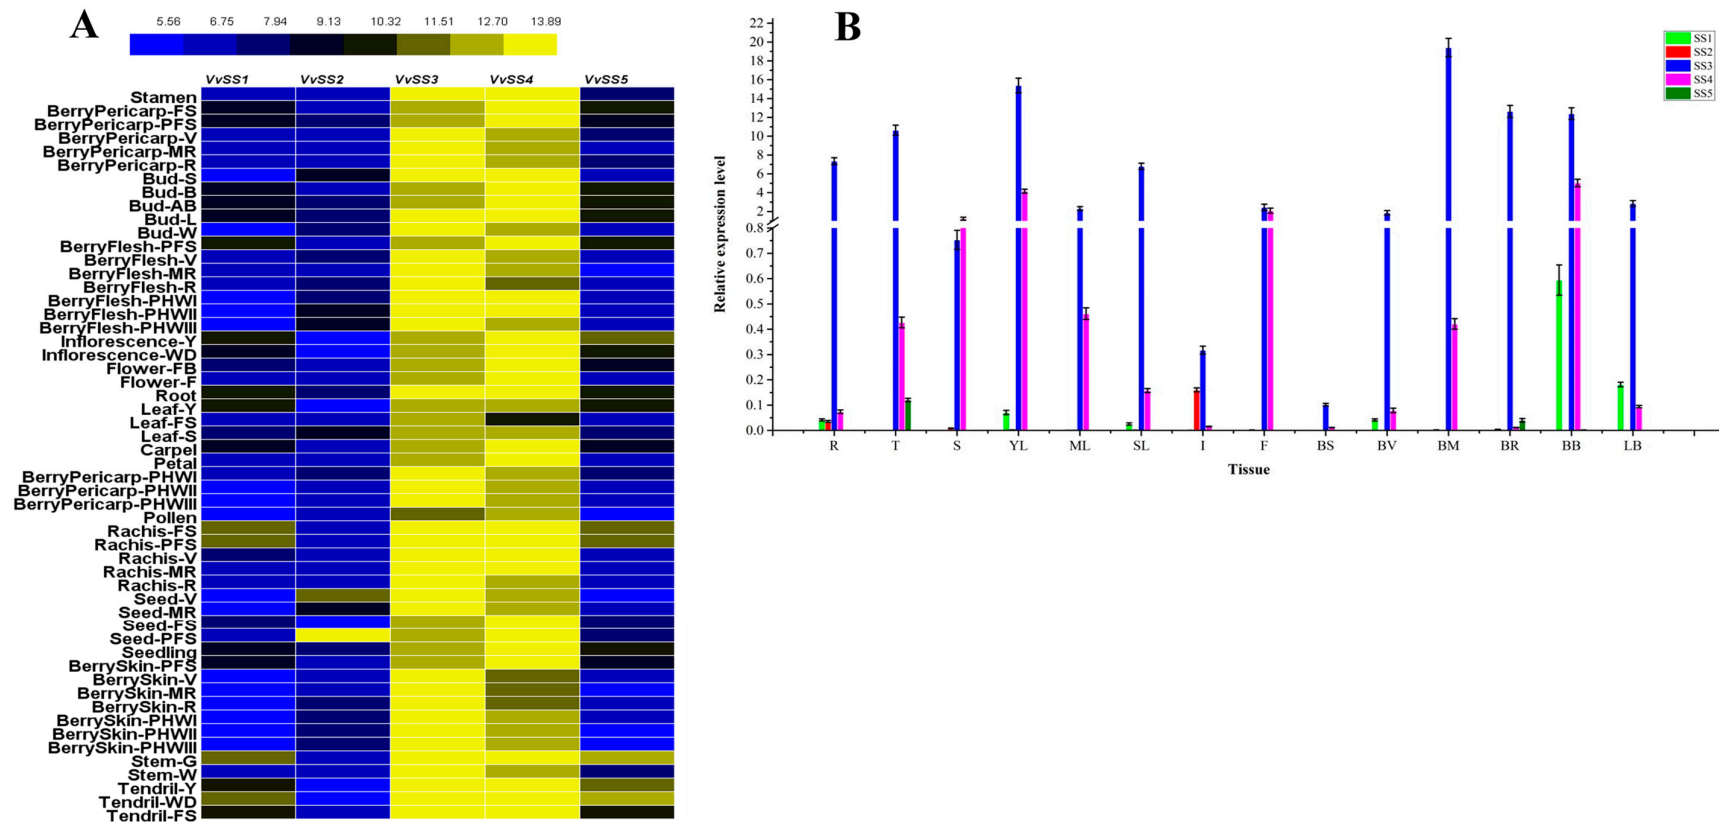 A
5.56 6.75 7.94 9.13 10.32 11.51 12.70 13.89
VvSS1 VvSS2 VvSS3 VvSS4 VvSS5
Stamen
BerryPericarp-FS
BerryPericarp-PFS
BerryPericarp-V
BerryPericarp-MR
BerryPericarp-R
Bud-S
Bud-B
Bud-AB
Bud-L
Bud-W
BerryFlesh-PFS
BerryFlesh-V
BerryFlesh-MR
BerryFlesh-R
BerryFlesh-PHWI
BerryFlesh-PHWII
BerryFlesh-PHWIII
Inflorescence-Y
Inflorescence-WD
Flower-FB
Flower-F
Root
Leaf-Y
Leaf-FS
Leaf-S
Carpel
Petal
BerryPericarp-PHWI
BerryPericarp-PHWII
BerryPericarp-PHWIII
Pollen
Rachis-FS
Rachis-PFS
Rachis-V
Rachis-MR
Rachis-R
Seed-V
Seed-MR
Seed-FS
Seed-PFS
Seedling
BerrySkin-PFS
BerrySkin-V
BerrySkin-MR
BerrySkin-R
BerrySkin-PHWI
BerrySkin-PHWII
BerrySkin-PHWIII
Stem-G
Stem-W
Tendril-Y
Tendril-WD
Tendril-FS
B
Relative expression level
22
20
18
16
14
12
10
8
6
4
2
0.8
0.7
0.6
0.5
0.4
0.3
0.2
0.1
0.0
R T S YL ML SL I F BS BV BM BR BB LB
Tissue
SS1
SS2
SS3
SS4
SS5